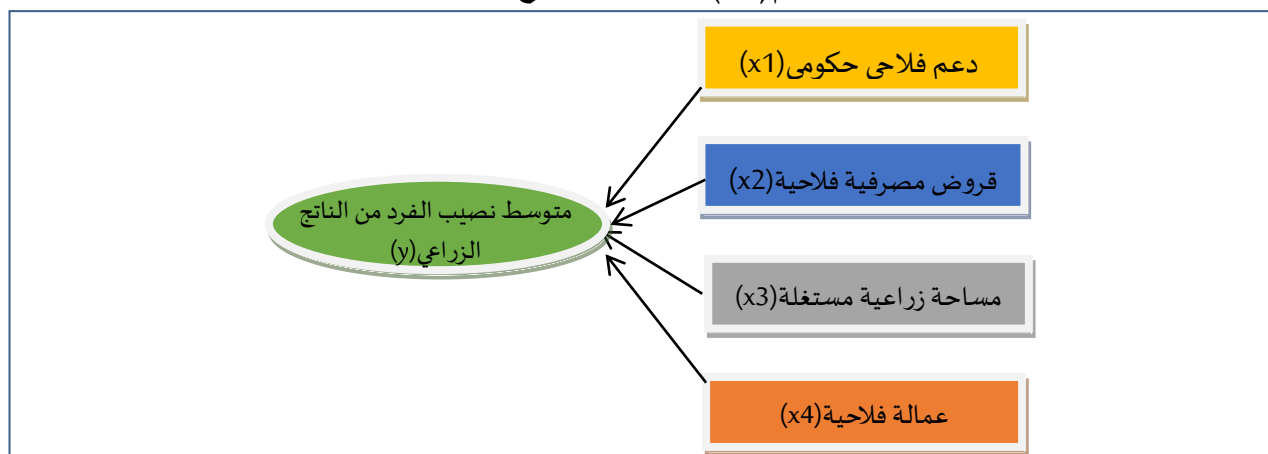 دعم فلاحى حكومى(x1)
قروض مصرفية فلاحية(x2)
متوسط نصيب الفرد من الناتج
الزراعي(y)
مساحة زراعية مستغلة(x3)
عمالة فلاحية(x4)